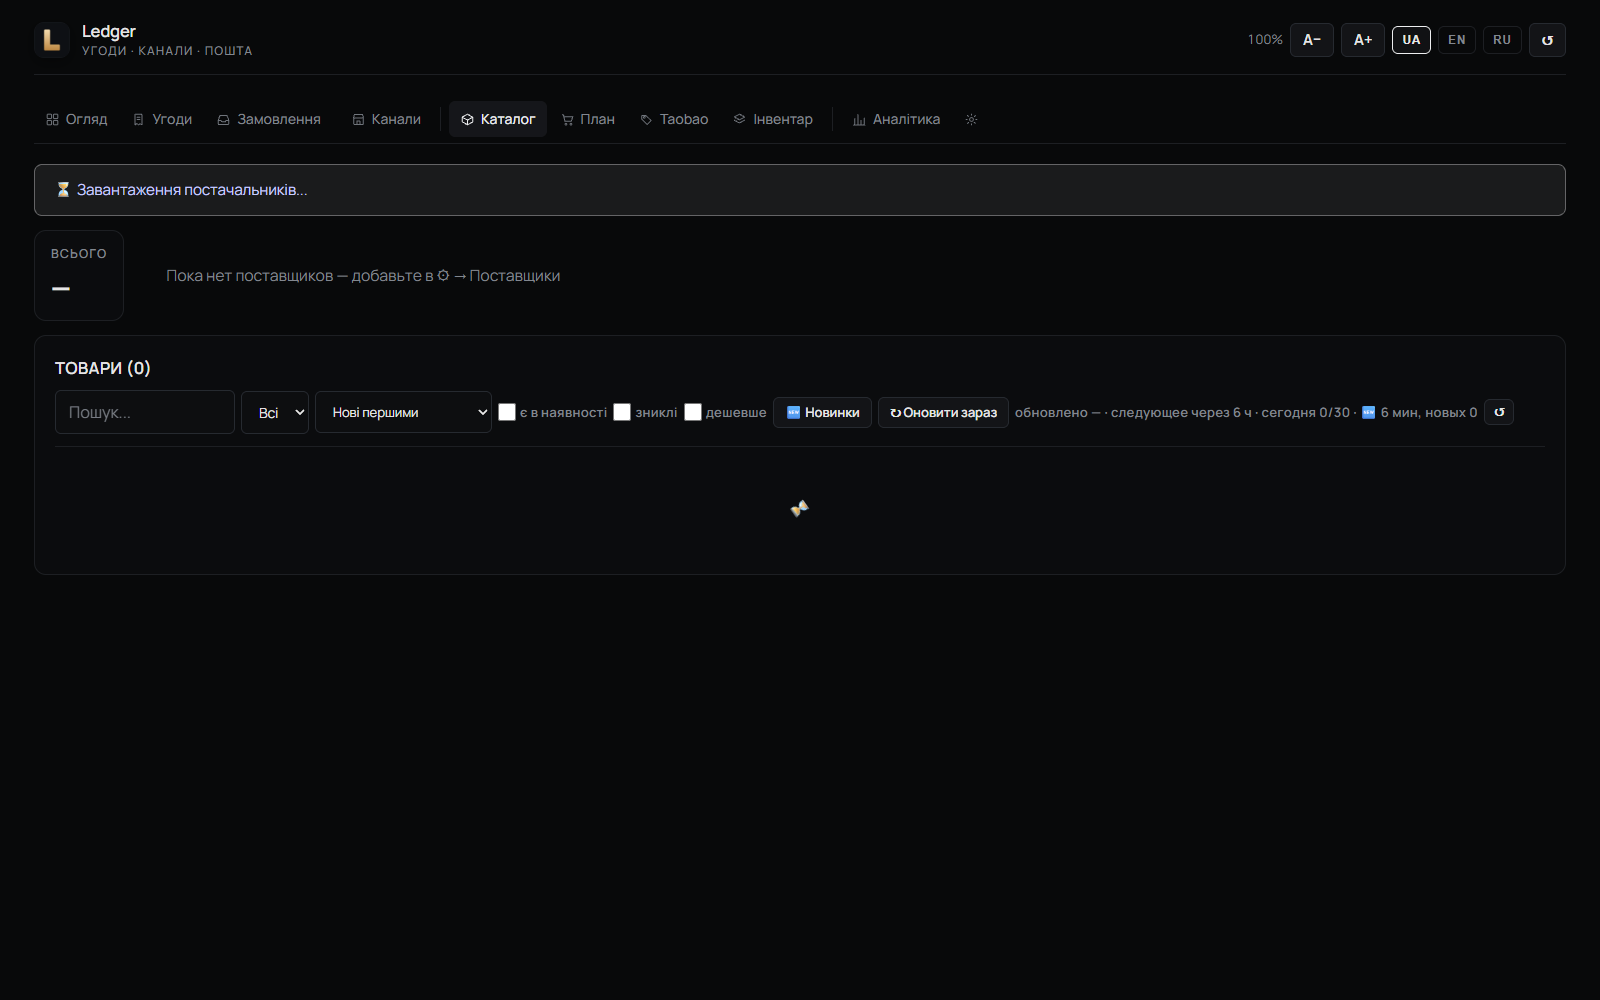 Ledger
УГОДИ · КАНАЛИ · ПОШТА
100% A− A+ UA EN RU ↺
Огляд Угоди Замовлення Канали Каталог План Taobao Інвентар Аналітика
⏳ Завантаження постачальників...
ВСЬОГО
—
Пока нет поставщиков — добавьте в ⚙ → Поставщики
ТОВАРИ (0)
Пошук... Всі Нові першими є в наявності зниклі дешевше 🆕 Новинки ↻ Оновити зараз обновлено — · следующее через 6 ч · сегодня 0/30 · 🆕 6 мин, новых 0 ↺